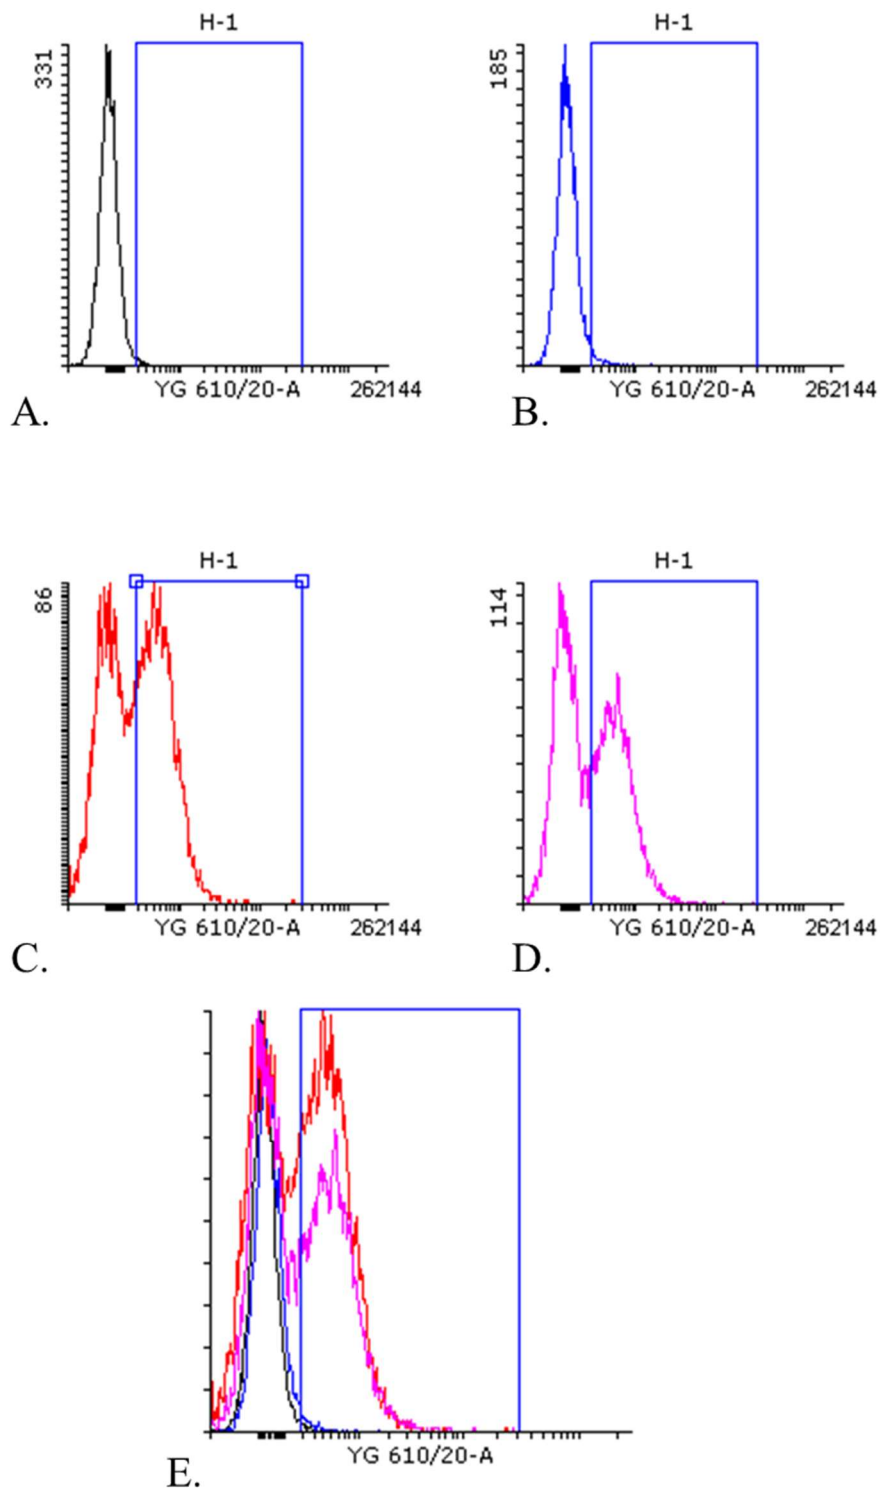 H-1
331
YG 610/20-A 262144
A.
H-1
185
YG 610/20-A 262144
B.
H-1
86
YG 610/20-A 262144
C.
H-1
114
YG 610/20-A 262144
D.
YG 610/20-A
E.